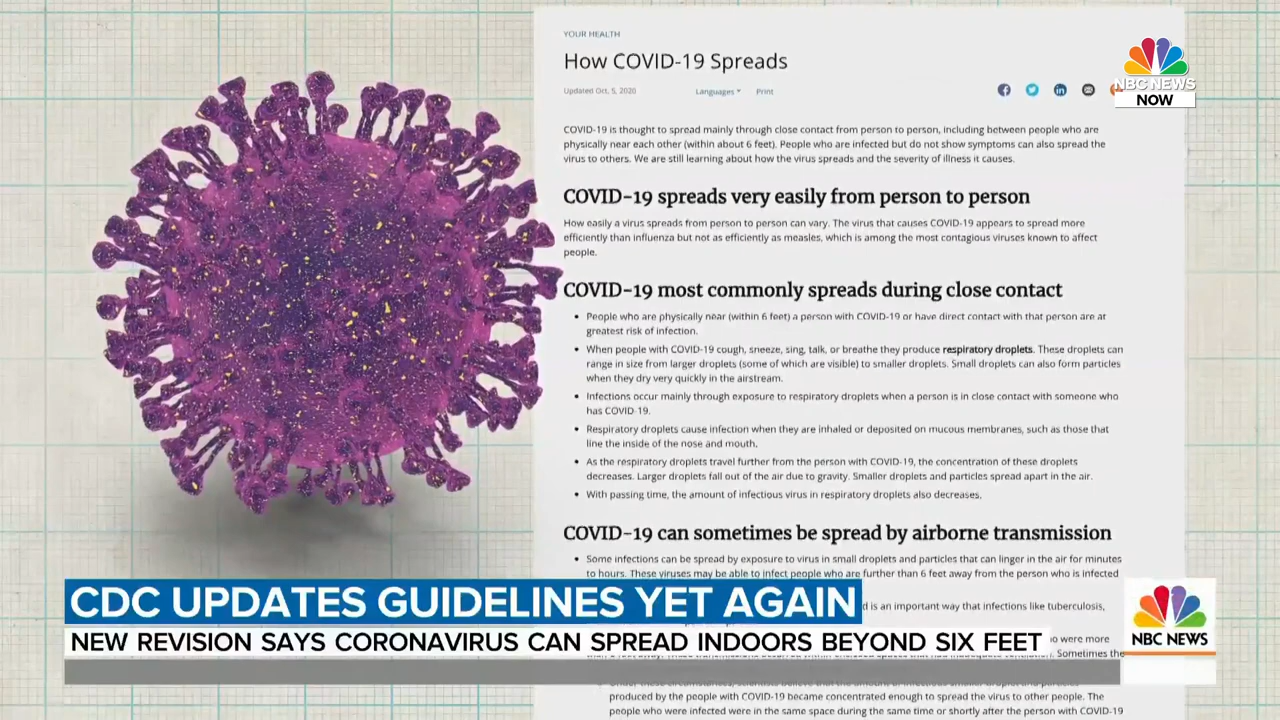 YOUR HEALTH
How COVID-19 Spreads
Updated Oct. 5, 2020
Languages
Print
NBC NEWS
NOW
COVID-19 is thought to spread mainly through close contact from person to person, including between people who are
physically near each other (within about 6 feet). People who are infected but do not show symptoms can also spread the
virus to others. We are still learning about how the virus spreads and the severity of illness it causes.
COVID-19 spreads very easily from person to person
How easily a virus spreads from person to person can vary. The virus that causes COVID-19 appears to spread more
efficiently than influenza but not as efficiently as measles, which is among the most contagious viruses known to affect
people.
COVID-19 most commonly spreads during close contact
• People who are physically near (within 6 feet) a person with COVID-19 or have direct contact with that person are at
greatest risk of infection.
• When people with COVID-19 cough, sneeze, sing, talk, or breathe they produce respiratory droplets. These droplets can
range in size from larger droplets (some of which are visible) to smaller droplets. Small droplets can also form particles
when they dry very quickly in the airstream.
• Infections occur mainly through exposure to respiratory droplets when a person is in close contact with someone who
has COVID-19.
• Respiratory droplets cause infection when they are inhaled or deposited on mucous membranes, such as those that
line the inside of the nose and mouth.
• As the respiratory droplets travel further from the person with COVID-19, the concentration of these droplets
decreases. Larger droplets fall out of the air due to gravity. Smaller droplets and particles spread apart in the air.
• With passing time, the amount of infectious virus in respiratory droplets also decreases.
COVID-19 can sometimes be spread by airborne transmission
• Some infections can be spread by exposure to virus in small droplets and particles that can linger in the air for minutes
to hours. These viruses may be able to infect people who are further than 6 feet away from the person who is infected
CDC UPDATES GUIDELINES YET AGAIN
is an important way that infections like tuberculosis,
NEW REVISION SAYS CORONAVIRUS CAN SPREAD INDOORS BEYOND SIX FEET
were more
Sometimes the
NBC NEWS
produced by the people with COVID-19 became concentrated enough to spread the virus to other people. The
people who were infected were in the same space during the same time or shortly after the person with COVID-19